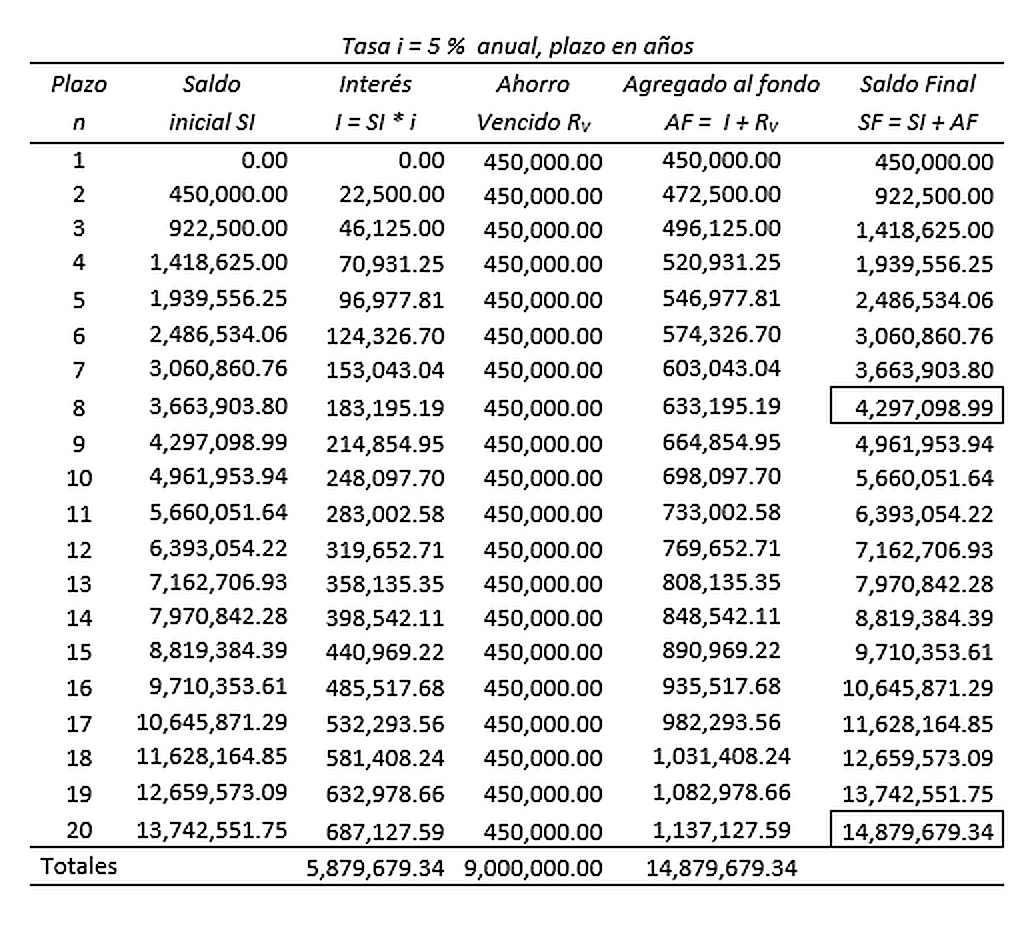 Tasa i = 5 % anual, plazo en años
Plazo Saldo Interés Ahorro Agregado al fondo Saldo Final
n inicial SI I = SI * i Vencido Rv AF = I + Rv SF = SI + AF
1 0.00 0.00 450,000.00 450,000.00 450,000.00
2 450,000.00 22,500.00 450,000.00 472,500.00 922,500.00
3 922,500.00 46,125.00 450,000.00 496,125.00 1,418,625.00
4 1,418,625.00 70,931.25 450,000.00 520,931.25 1,939,556.25
5 1,939,556.25 96,977.81 450,000.00 546,977.81 2,486,534.06
6 2,486,534.06 124,326.70 450,000.00 574,326.70 3,060,860.76
7 3,060,860.76 153,043.04 450,000.00 603,043.04 3,663,903.80
8 3,663,903.80 183,195.19 450,000.00 633,195.19 4,297,098.99
9 4,297,098.99 214,854.95 450,000.00 664,854.95 4,961,953.94
10 4,961,953.94 248,097.70 450,000.00 698,097.70 5,660,051.64
11 5,660,051.64 283,002.58 450,000.00 733,002.58 6,393,054.22
12 6,393,054.22 319,652.71 450,000.00 769,652.71 7,162,706.93
13 7,162,706.93 358,135.35 450,000.00 808,135.35 7,970,842.28
14 7,970,842.28 398,542.11 450,000.00 848,542.11 8,819,384.39
15 8,819,384.39 440,969.22 450,000.00 890,969.22 9,710,353.61
16 9,710,353.61 485,517.68 450,000.00 935,517.68 10,645,871.29
17 10,645,871.29 532,293.56 450,000.00 982,293.56 11,628,164.85
18 11,628,164.85 581,408.24 450,000.00 1,031,408.24 12,659,573.09
19 12,659,573.09 632,978.66 450,000.00 1,082,978.66 13,742,551.75
20 13,742,551.75 687,127.59 450,000.00 1,137,127.59 14,879,679.34
Totales 5,879,679.34 9,000,000.00 14,879,679.34